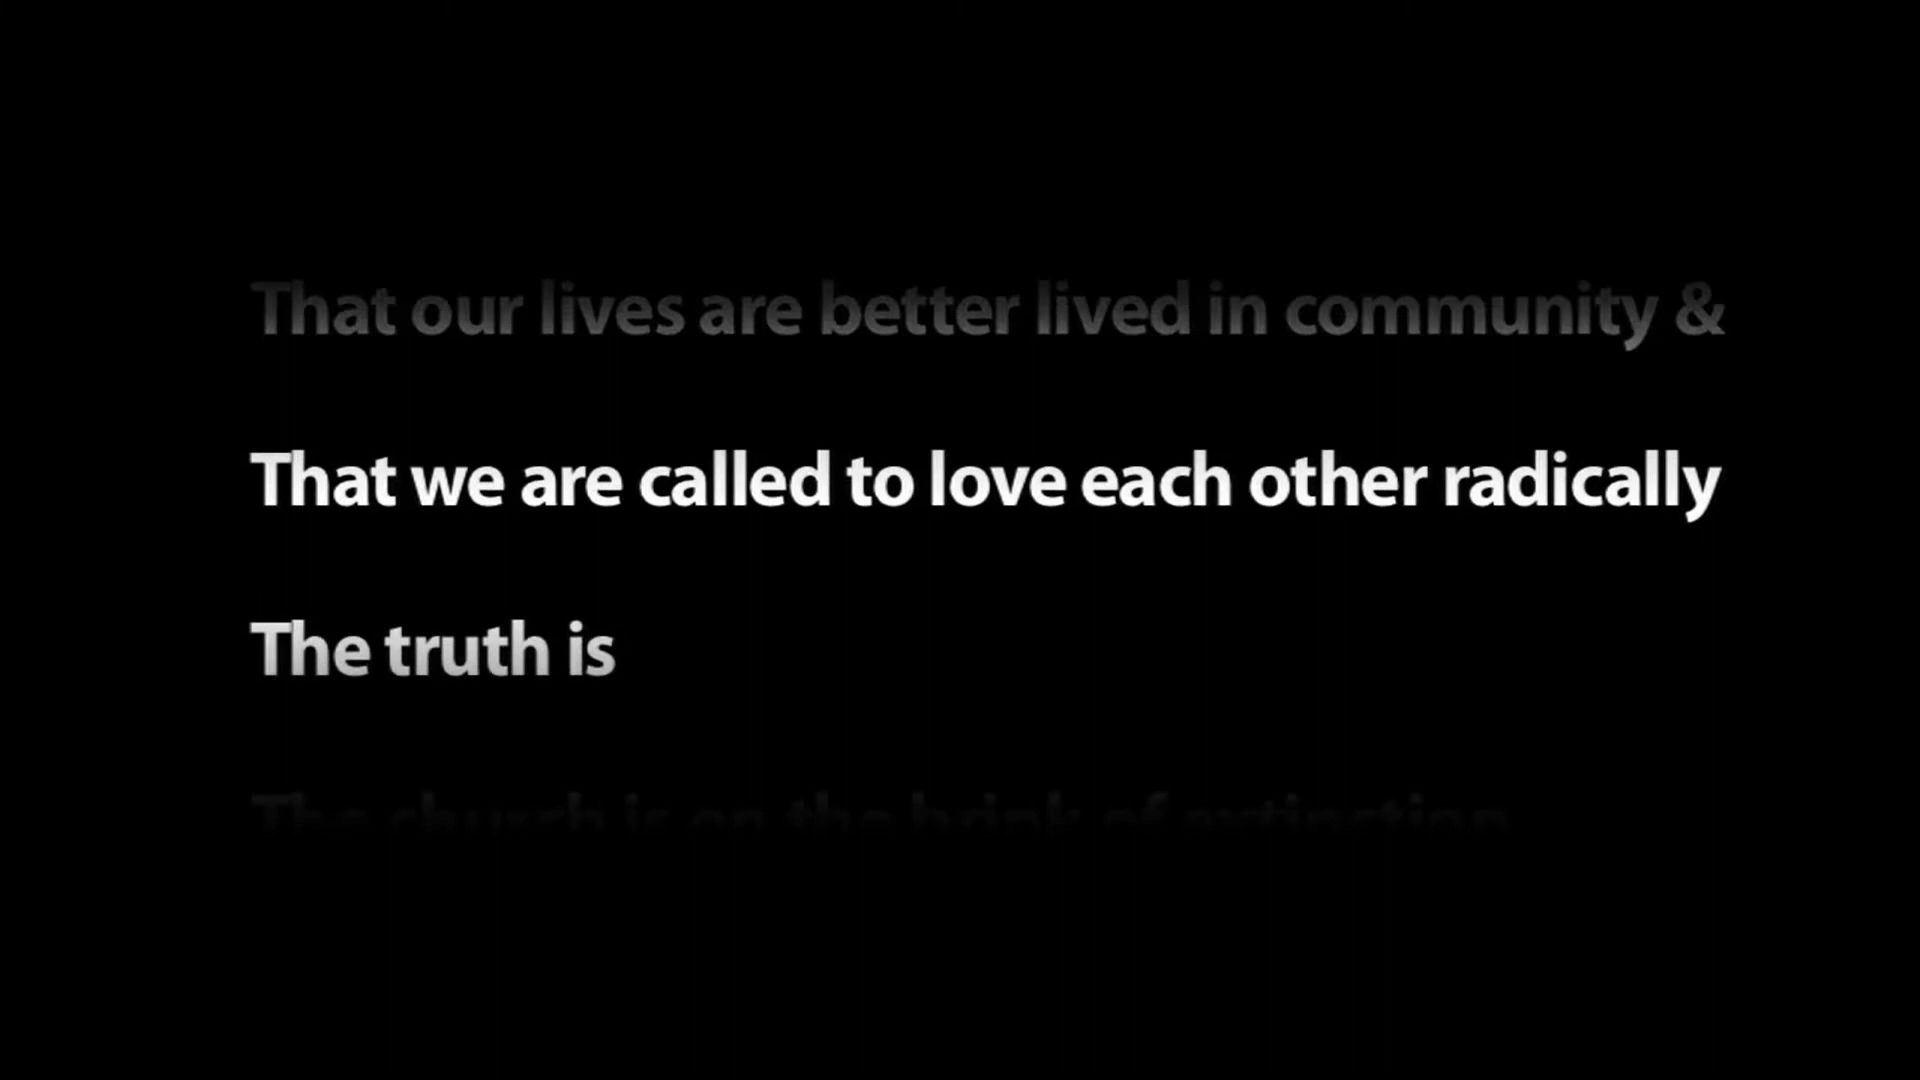 That our lives are better lived in community &
That we are called to love each other radically
The truth is
The church is on the brink of extinction